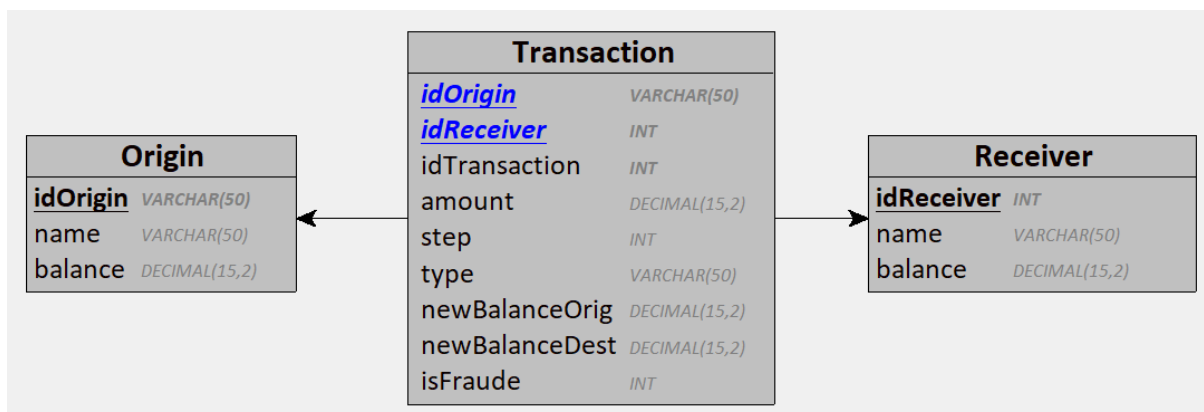 Origin
idOrigin VARCHAR(50)
name VARCHAR(50)
balance DECIMAL(15,2)
Transaction
idOrigin VARCHAR(50)
idReceiver INT
idTransaction INT
amount DECIMAL(15,2)
step INT
type VARCHAR(50)
newBalanceOrig DECIMAL(15,2)
newBalanceDest DECIMAL(15,2)
isFraude INT
Receiver
idReceiver INT
name VARCHAR(50)
balance DECIMAL(15,2)